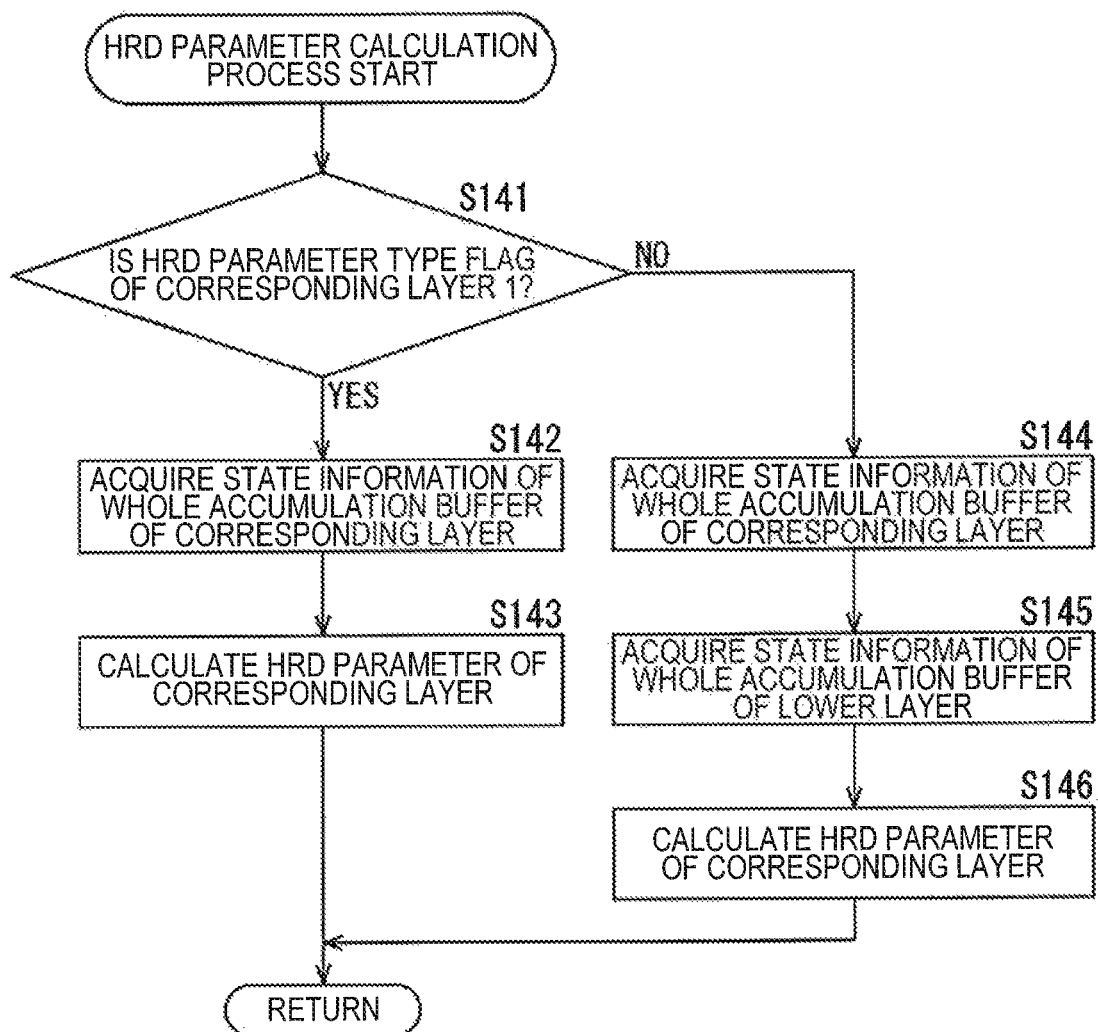 HRD PARAMETER CALCULATION
PROCESS START
S141
IS HRD PARAMETER TYPE FLAG
OF CORRESPONDING LAYER 1?
NO
YES
S142
ACQUIRE STATE INFORMATION OF
WHOLE ACCUMULATION BUFFER
OF CORRESPONDING LAYER
S143
CALCULATE HRD PARAMETER OF
CORRESPONDING LAYER
S144
ACQUIRE STATE INFORMATION OF
WHOLE ACCUMULATION BUFFER
OF CORRESPONDING LAYER
S145
ACQUIRE STATE INFORMATION OF
WHOLE ACCUMULATION BUFFER
OF LOWER LAYER
S146
CALCULATE HRD PARAMETER
OF CORRESPONDING LAYER
RETURN